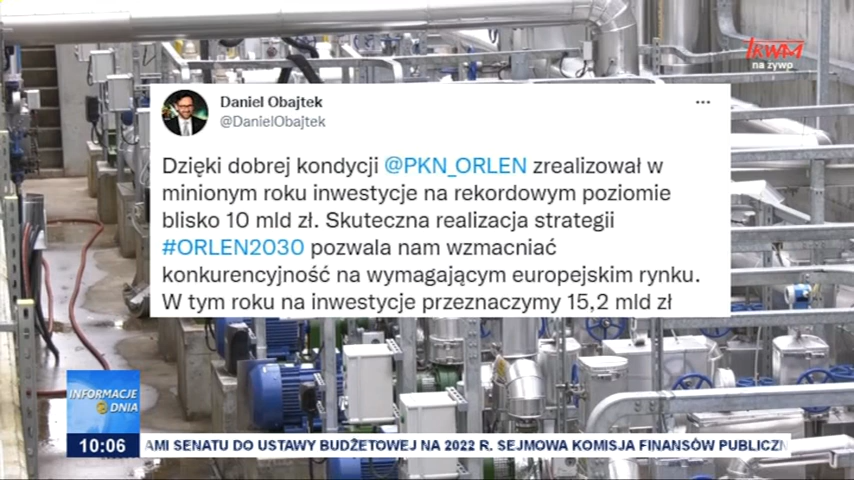 TRWAM
na żywo
Daniel Obajtek
@DanielObajtek
Dzięki dobrej kondycji @PKN_ORLEN zrealizował w
minionym roku inwestycje na rekordowym poziomie
blisko 10 mld zł. Skuteczna realizacja strategii
#ORLEN2030 pozwala nam wzmacniać
konkurencyjność na wymagającym europejskim rynku.
W tym roku na inwestycje przeznaczymy 15,2 mld zł
INFORMACJE
DNIA
10:06
AMI SENATU DO USTAWY BUDŻETOWEJ NA 2022 R. SEJMOWA KOMISJA FINANSÓW PUBLICZN